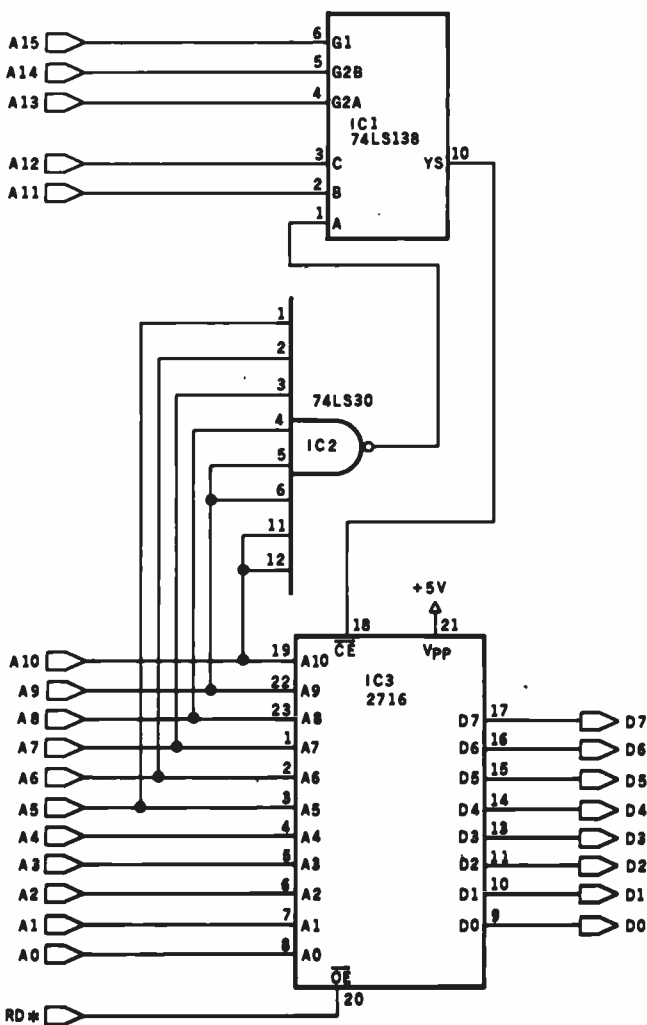 A15 6 G1
A14 5 G2B
A13 4 G2A
IC1
74LS138
A12 3 C YS 10
A11 2 B
1 A
1
2
3
74LS30
4
IC2
5
6
11
12
+5V
18 21
CE VPP
A10 19 A10
IC3
A9 22 A9
2716
A8 23 A8 D7 17 D7
A7 1 A7 D6 16 D6
A6 2 A6 D5 15 D5
A5 3 A5 D4 14 D4
A4 4 A4 D3 13 D3
A3 5 A3 D2 11 D2
A2 6 A2 D1 10 D1
A1 7 A1 D0 9 D0
A0 8 A0
OE
20
RD*